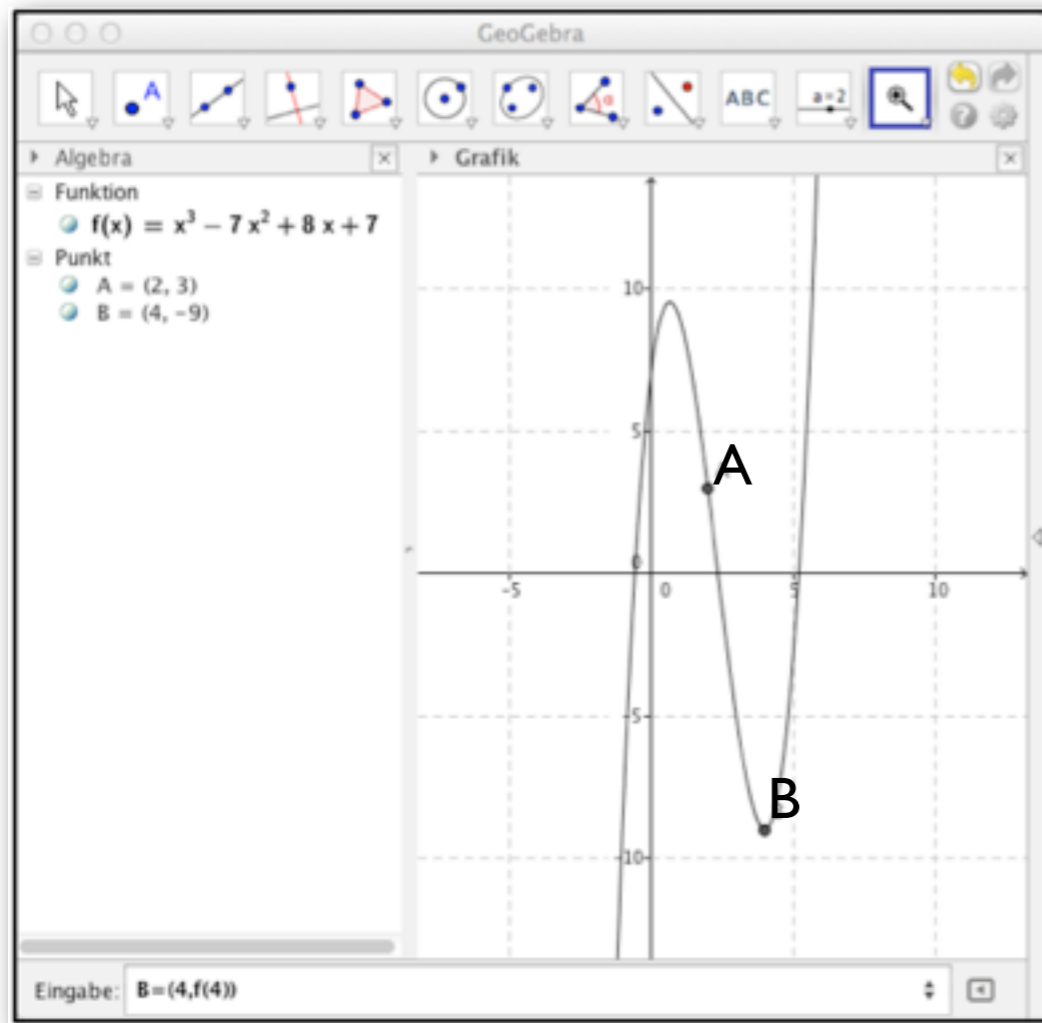 GeoGebra
A
α
ABC
a=2
?
Algebra
Grafik
Funktion
f(x) = x³ – 7 x² + 8 x + 7
Punkt
A = (2, 3)
B = (4, -9)
10
5
A
0
-5
0
5
10
-5
B
-10
Eingabe: B=(4,f(4))